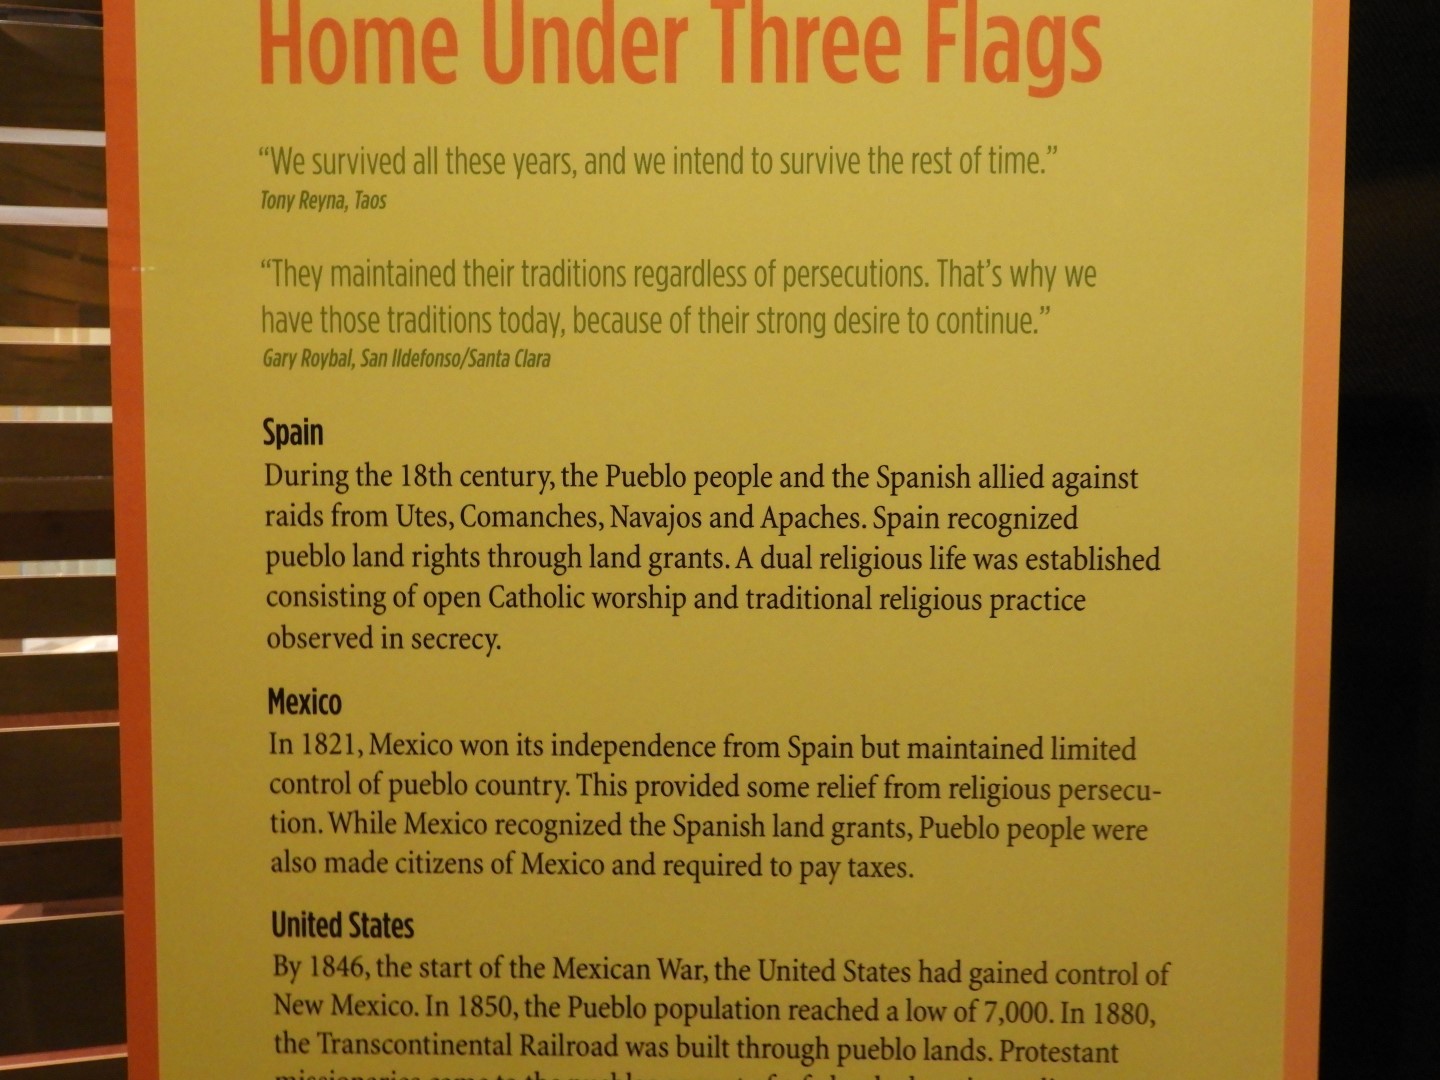 Home Under Three Flags
“We survived all these years, and we intend to survive the rest of time.”
Tony Reyna, Taos
“They maintained their traditions regardless of persecutions. That’s why we
have those traditions today, because of their strong desire to continue.”
Gary Roybal, San Ildefonso/Santa Clara
Spain
During the 18th century, the Pueblo people and the Spanish allied against
raids from Utes, Comanches, Navajos and Apaches. Spain recognized
pueblo land rights through land grants. A dual religious life was established
consisting of open Catholic worship and traditional religious practice
observed in secrecy.
Mexico
In 1821, Mexico won its independence from Spain but maintained limited
control of pueblo country. This provided some relief from religious persecu-
tion. While Mexico recognized the Spanish land grants, Pueblo people were
also made citizens of Mexico and required to pay taxes.
United States
By 1846, the start of the Mexican War, the United States had gained control of
New Mexico. In 1850, the Pueblo population reached a low of 7,000. In 1880,
the Transcontinental Railroad was built through pueblo lands. Protestant